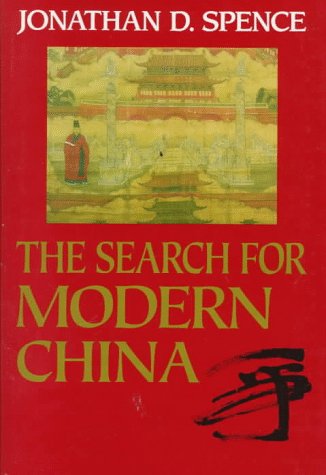 JONATHAN D. SPENCE
THE SEARCH FOR
MODERN
CHINA